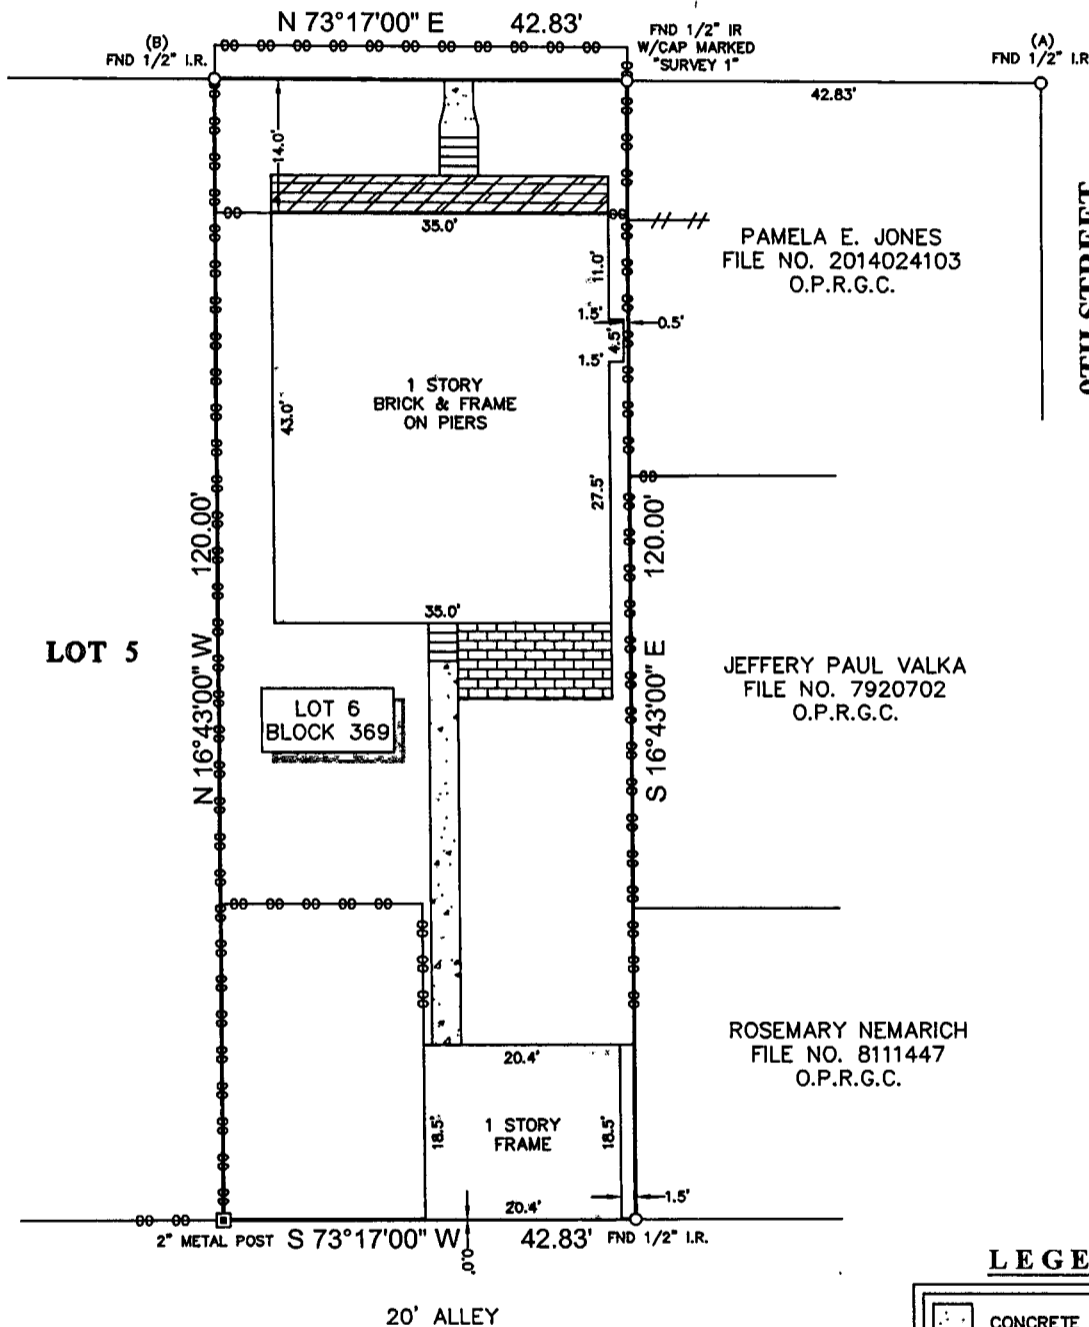 N 73°17'00" E 42.83'
(B)
FND 1/2" I.R.
FND 1/2" IR
W/CAP MARKED
"SURVEY 1"
(A)
FND 1/2" I.R
42.83'
14.0'
35.0'
PAMELA E. JONES
FILE NO. 2014024103
O.P.R.G.C.
11.0'
1.5'
0.5'
4.5'
1.5'
1 STORY
BRICK & FRAME
ON PIERS
43.0'
27.5'
N 16°43'00" W 120.00'
S 16°43'00" E 120.00'
35.0'
LOT 5
LOT 6
BLOCK 369
JEFFERY PAUL VALKA
FILE NO. 7920702
O.P.R.G.C.
ROSEMARY NEMARICH
FILE NO. 8111447
O.P.R.G.C.
20.4'
18.5'
1 STORY
FRAME
18.5'
1.5'
20.4'
2" METAL POST S 73°17'00" W 42.83' FND 1/2" I.R.
0.0'
20' ALLEY
LEGE
CONCRETE